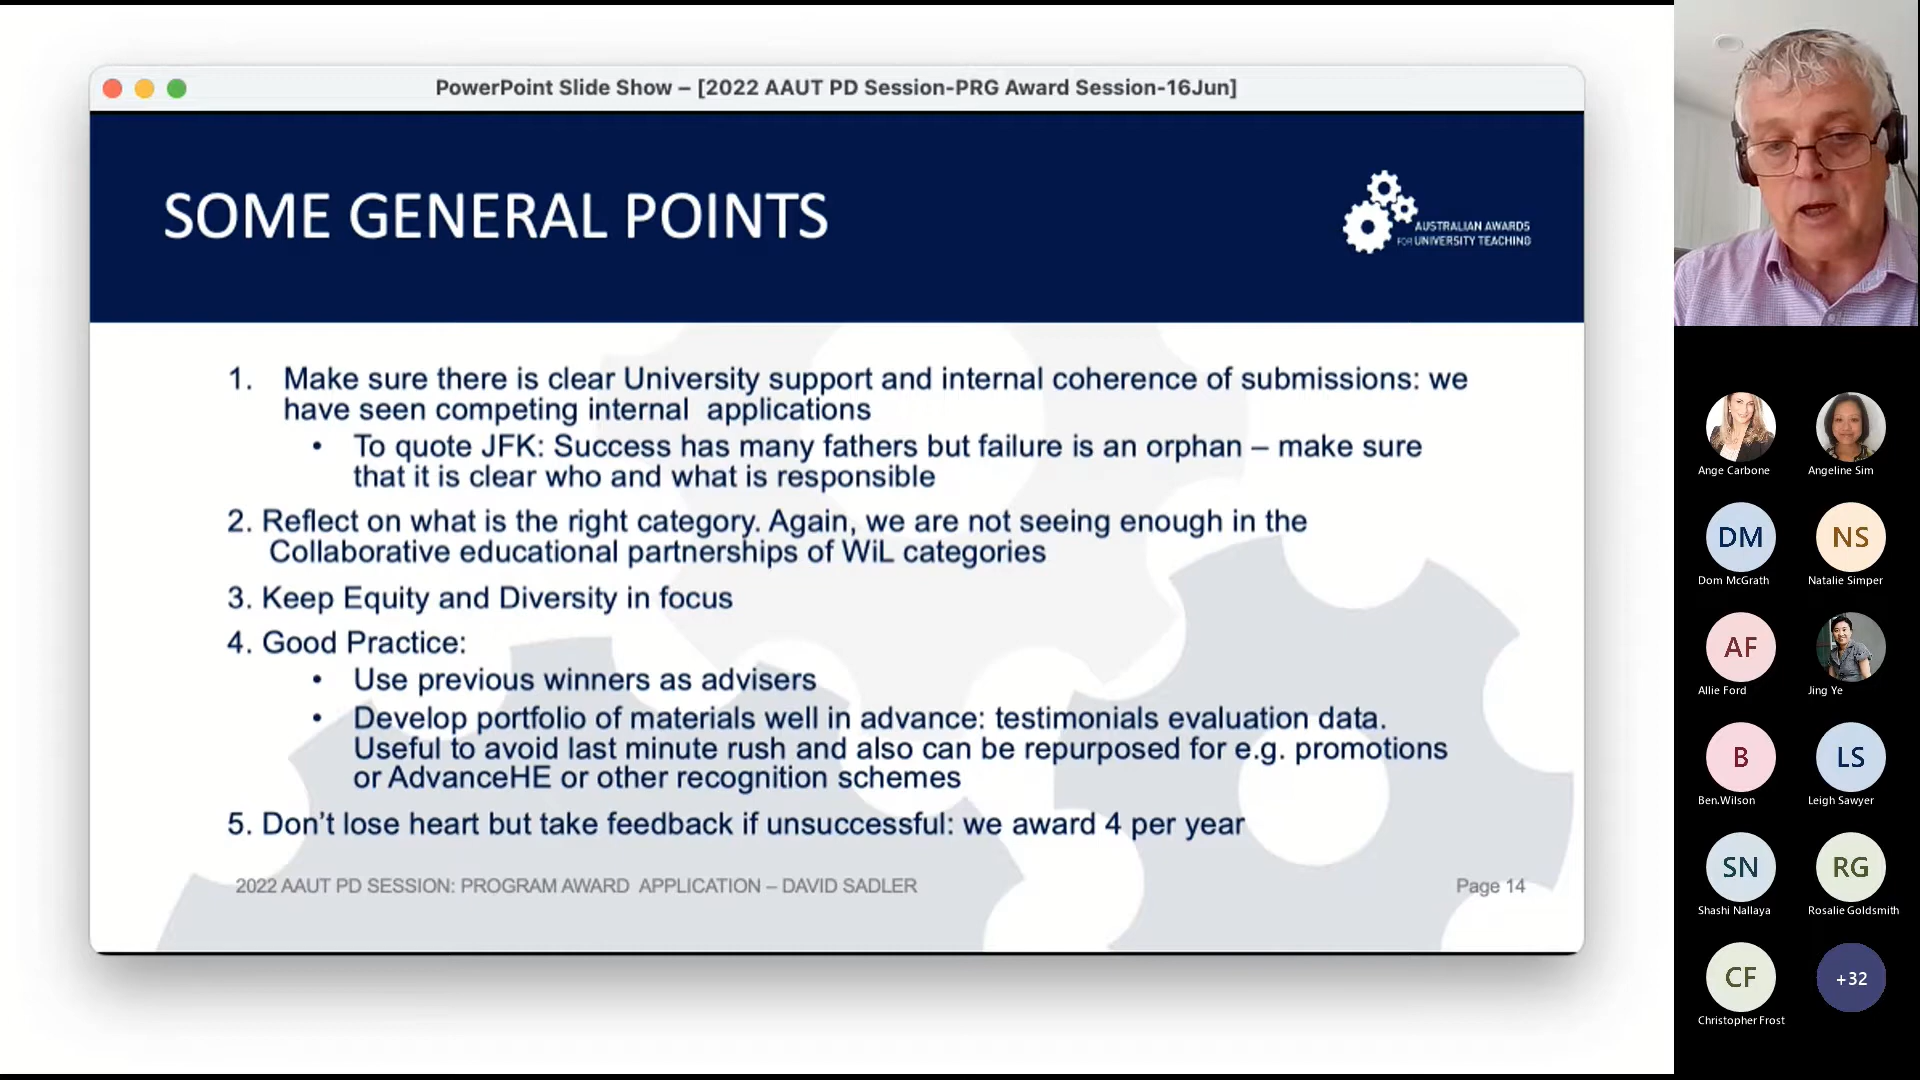 PowerPoint Slide Show – [2022 AAUT PD Session-PRG Award Session-16Jun]
SOME GENERAL POINTS
AUSTRALIAN AWARDS
FOR UNIVERSITY TEACHING
1. Make sure there is clear University support and internal coherence of submissions: we
have seen competing internal applications
• To quote JFK: Success has many fathers but failure is an orphan – make sure
that it is clear who and what is responsible
2. Reflect on what is the right category. Again, we are not seeing enough in the
Collaborative educational partnerships of WiL categories
3. Keep Equity and Diversity in focus
4. Good Practice:
• Use previous winners as advisers
• Develop portfolio of materials well in advance: testimonials evaluation data.
Useful to avoid last minute rush and also can be repurposed for e.g. promotions
or AdvanceHE or other recognition schemes
5. Don’t lose heart but take feedback if unsuccessful: we award 4 per year
2022 AAUT PD SESSION: PROGRAM AWARD APPLICATION – DAVID SADLER
Page 14
Ange Carbone
Angeline Sim
DM
NS
Dom McGrath
Natalie Simper
AF
Allie Ford
Jing Ye
B
LS
Ben.Wilson
Leigh Sawyer
SN
RG
Shashi Nallaya
Rosalie Goldsmith
CF
+32
Christopher Frost